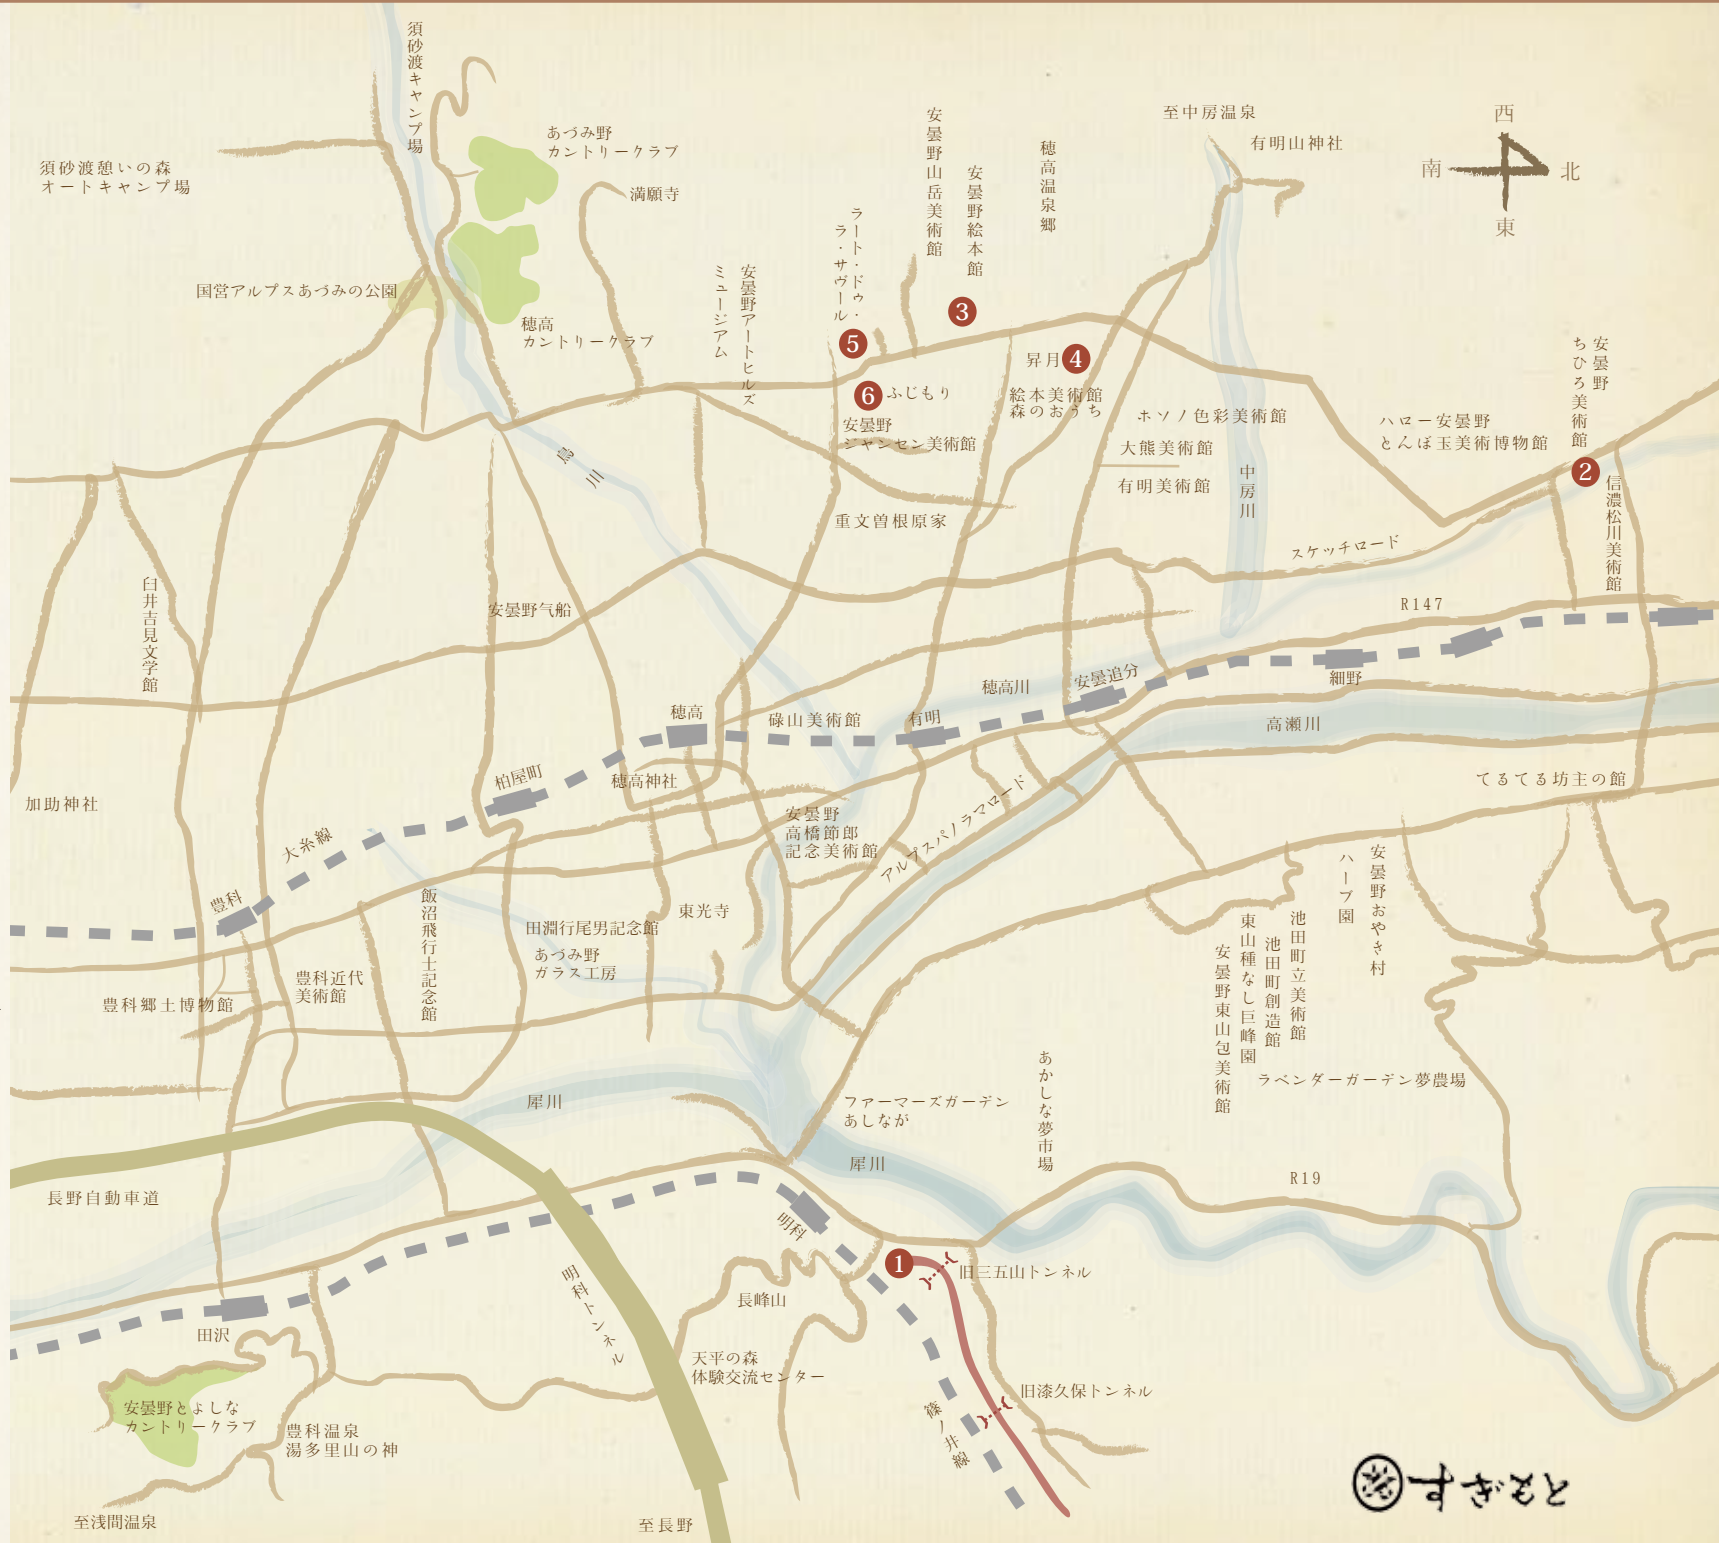 須砂渡キャンプ場
須砂渡憩いの森
オートキャンプ場
あづみ野
カントリークラブ
満願寺
国営アルプスあづみの公園
穂高
カントリークラブ
安曇野アートヒルズ
ミュージアム
ラート・ドゥ・
ラ・サヴール
5
安曇野山岳美術館
安曇野絵本館
3
穂高温泉郷
至中房温泉
有明山神社
西
南
北
東
昇月
4
絵本美術館
森のおうち
6
ふじもり
安曇野
ジャンセン美術館
ホソノ色彩美術館
大熊美術館
有明美術館
中房川
ハロー安曇野
とんぼ玉美術博物館
安曇野
ちひろ美術館
2
信濃松川美術館
烏川
重文曽根原家
スケッチロード
R147
臼井吉見文学館
安曇野气船
穂高川
安曇追分
細野
穂高
碌山美術館
有明
高瀬川
柏屋町
穂高神社
てるてる坊主の館
加助神社
大糸線
安曇野
高橋節郎
記念美術館
アルプスパノラマロード
豊科
飯沼飛行士記念館
東光寺
田淵行尾男記念館
あづみ野
ガラス工房
豊科近代
美術館
豊科郷土博物館
安曇野おやき村
ハーブ園
池田町立美術館
池田町創造館
東山種なし巨峰園
安曇野東山包美術館
ラベンダーガーデン夢農場
あかしな夢市場
ファーマーズガーデン
あしなが
犀川
犀川
R19
長野自動車道
明科
1
旧三五山トンネル
明科トンネル
長峰山
田沢
天平の森
体験交流センター
旧漆久保トンネル
篠ノ井線
安曇野とよしな
カントリークラブ
豊科温泉
湯多里山の神
至浅間温泉
至長野
すぎもと